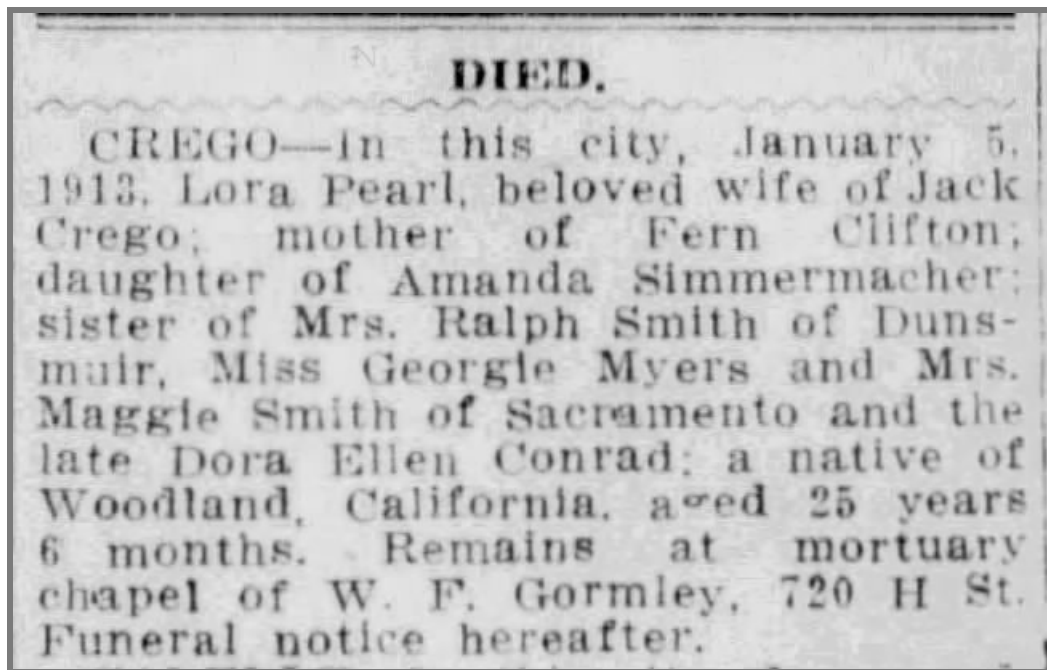 DIED.
CREGO—In this city, January 5,
1913, Lora Pearl, beloved wife of Jack
Crego; mother of Fern Clifton;
daughter of Amanda Simmermacher;
sister of Mrs. Ralph Smith of Duns-
muir, Miss Georgie Myers and Mrs.
Maggie Smith of Sacramento and the
late Dora Ellen Conrad; a native of
Woodland, California, aged 25 years
6 months. Remains at mortuary
chapel of W. F. Gormley, 720 H St.
Funeral notice hereafter.